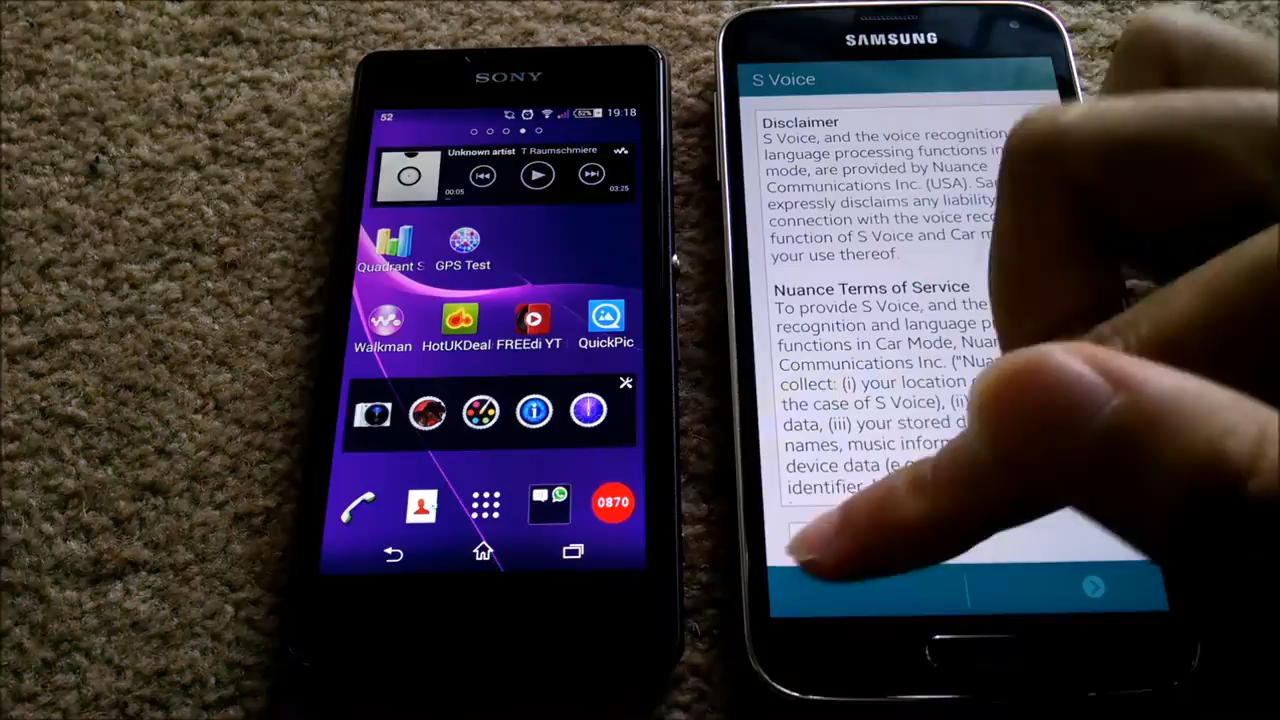 SONY
52
52%
19:18
Unknown artist T Raumschmiere
00:05
03:25
Quadrant S
GPS Test
Walkman
HotUKDeal
FREEdi YT
QuickPic
0870
SAMSUNG
S Voice
Disclaimer
S Voice, and the voice recognition
language processing functions in
mode, are provided by Nuance
Communications Inc. (USA). Sa
expressly disclaims any liability
connection with the voice rec
function of S Voice and Car m
your use thereof.
Nuance Terms of Service
To provide S Voice, and the
recognition and language p
functions in Car Mode, Nua
Communications Inc. ("Nua
collect: (i) your location
the case of S Voice), (ii)
data, (iii) your stored d
names, music inform
device data (e.g
identifier